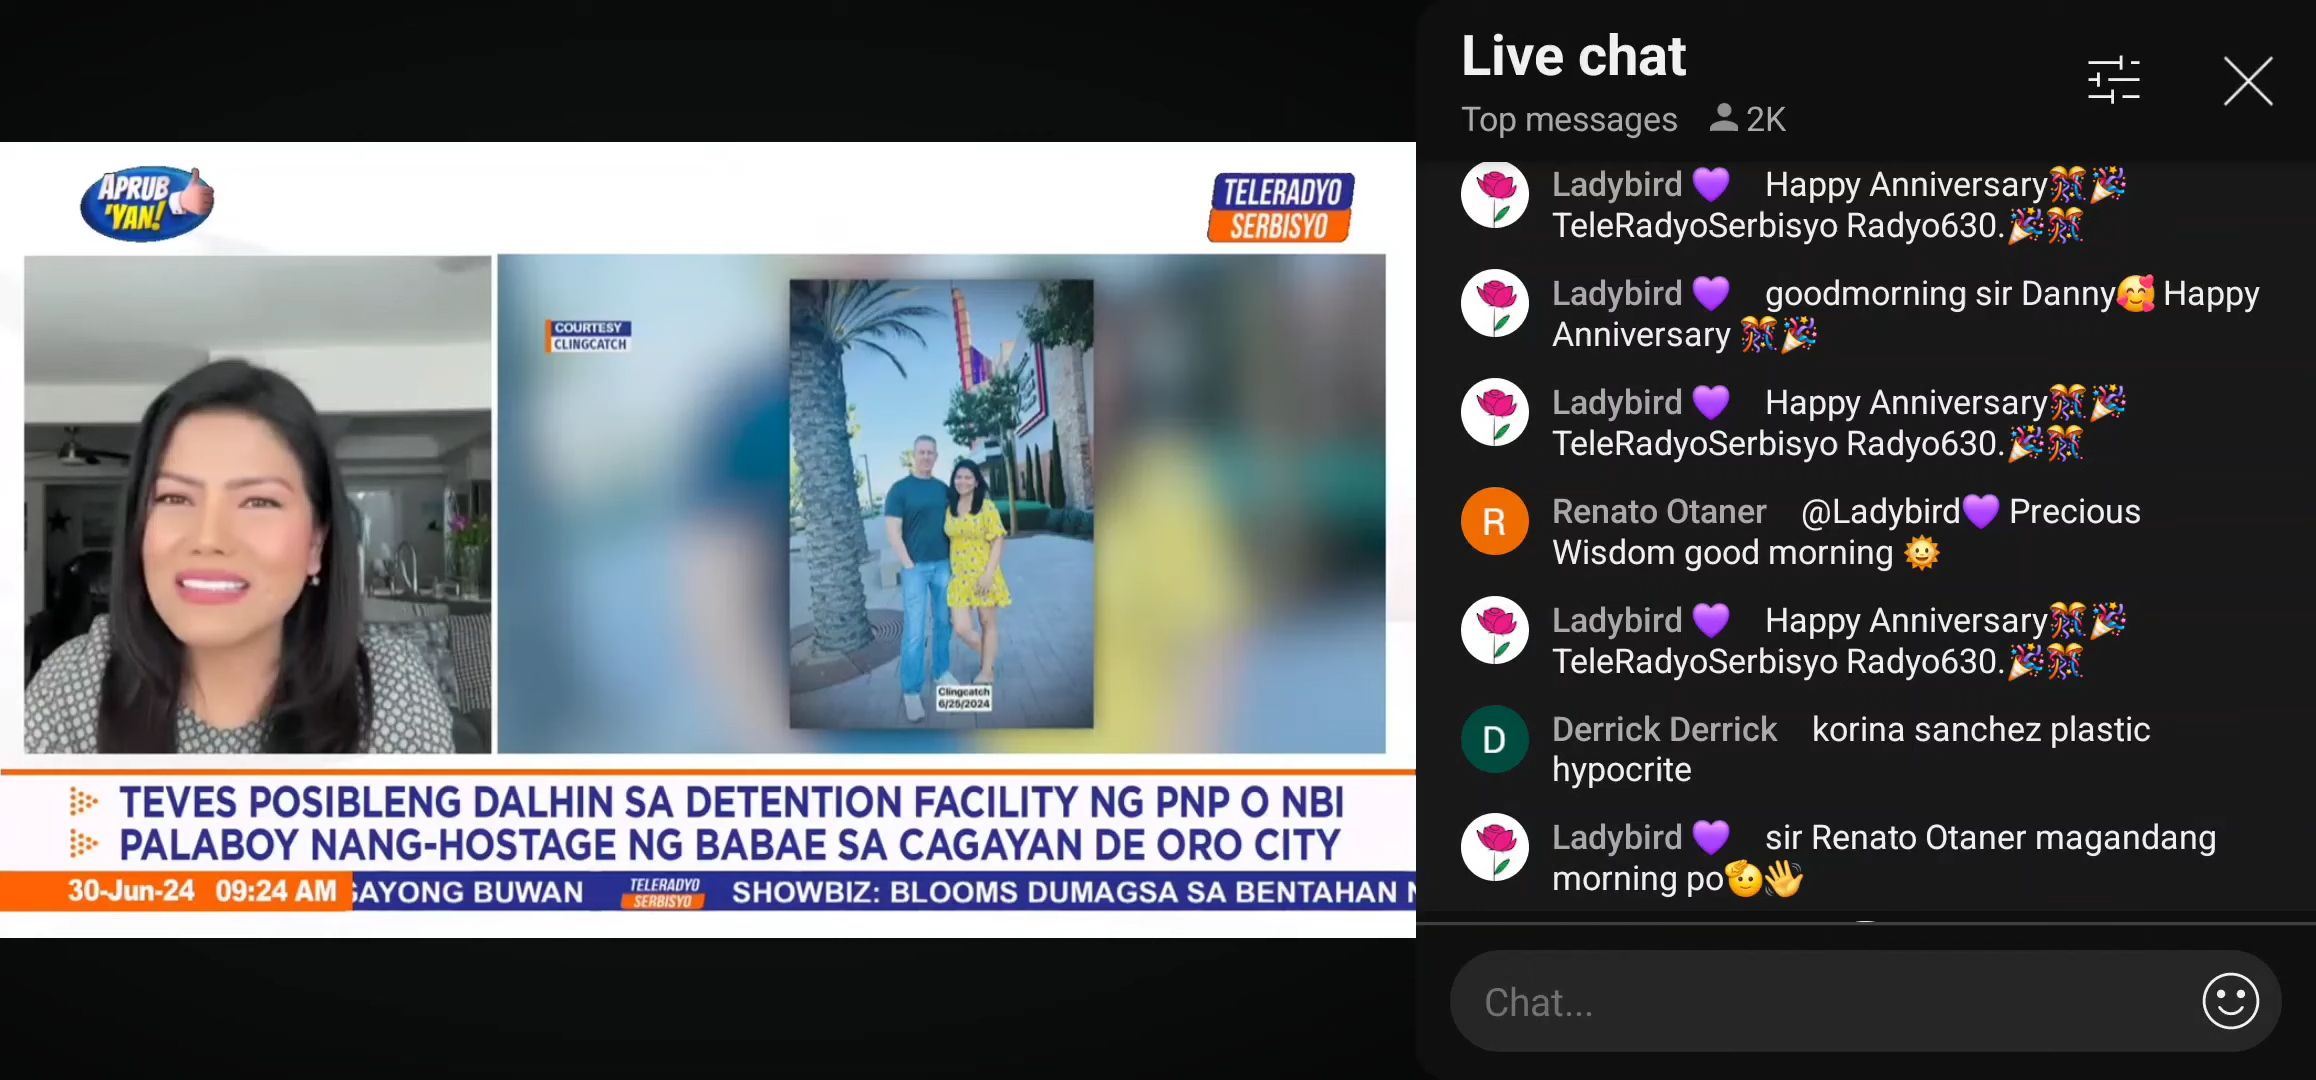 APRUB
'YAN!
TELERADYO
SERBISYO
COURTESY
CLINGCATCH
Clingcatch
6/25/2024
TEVES POSIBLENG DALHIN SA DETENTION FACILITY NG PNP O NBI
PALABOY NANG-HOSTAGE NG BABAE SA CAGAYAN DE ORO CITY
30-Jun-24 09:24 AM GAYONG BUWAN TELERADYO SERBISYO SHOWBIZ: BLOOMS DUMAGSA SA BENTAHAN
Live chat
Top messages 2K
Ladybird 💜 Happy Anniversary🎊🎉
TeleRadyoSerbisyo Radyo630.🎉🎊
Ladybird 💜 goodmorning sir Danny🥰 Happy
Anniversary 🎊🎉
Ladybird 💜 Happy Anniversary🎊🎉
TeleRadyoSerbisyo Radyo630.🎉🎊
R Renato Otaner @Ladybird💜 Precious
Wisdom good morning 🌞
Ladybird 💜 Happy Anniversary🎊🎉
TeleRadyoSerbisyo Radyo630.🎉🎊
D Derrick Derrick korina sanchez plastic
hypocrite
Ladybird 💜 sir Renato Otaner magandang
morning po🫡👋
Chat...